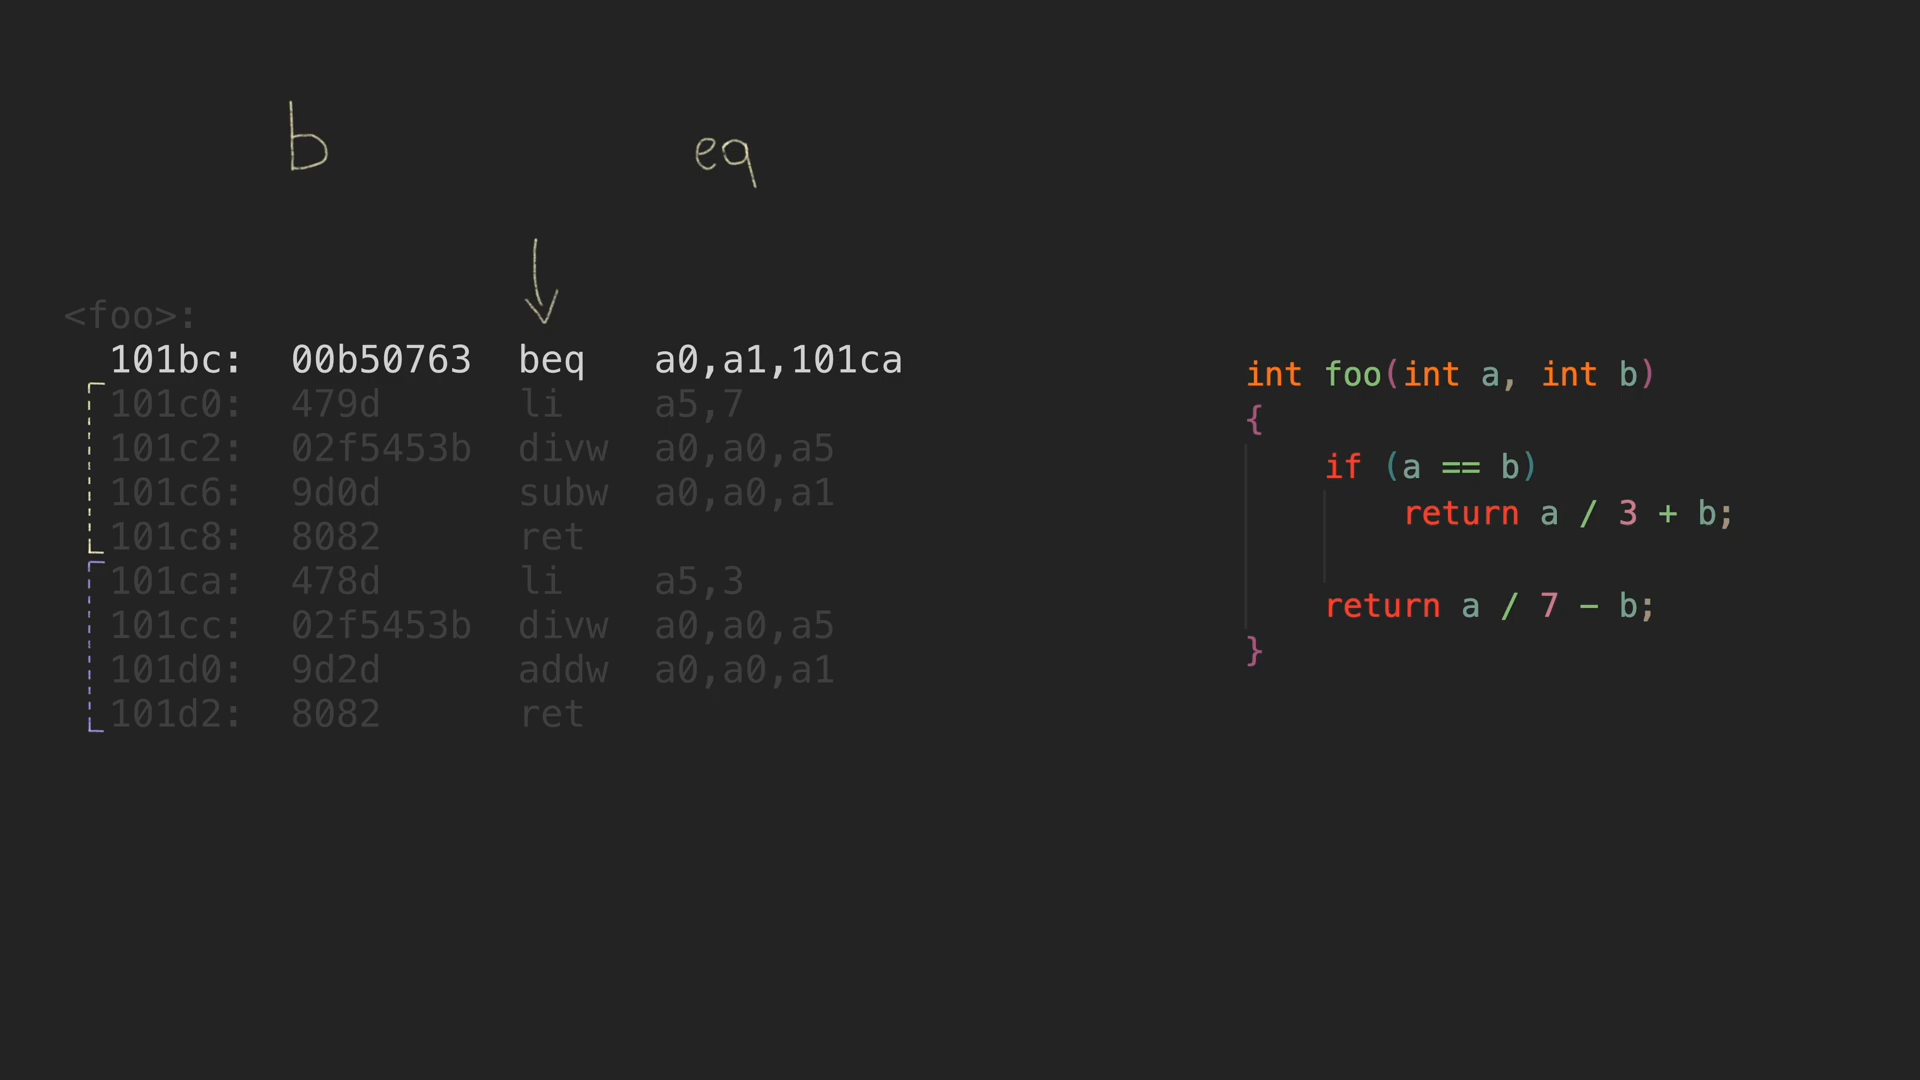 b eq
<foo>:
101bc: 00b50763 beq a0,a1,101ca
101c0: 479d li a5,7
101c2: 02f5453b divw a0,a0,a5
101c6: 9d0d subw a0,a0,a1
101c8: 8082 ret
101ca: 478d li a5,3
101cc: 02f5453b divw a0,a0,a5
101d0: 9d2d addw a0,a0,a1
101d2: 8082 ret
int foo(int a, int b)
{
if (a == b)
return a / 3 + b;
return a / 7 - b;
}